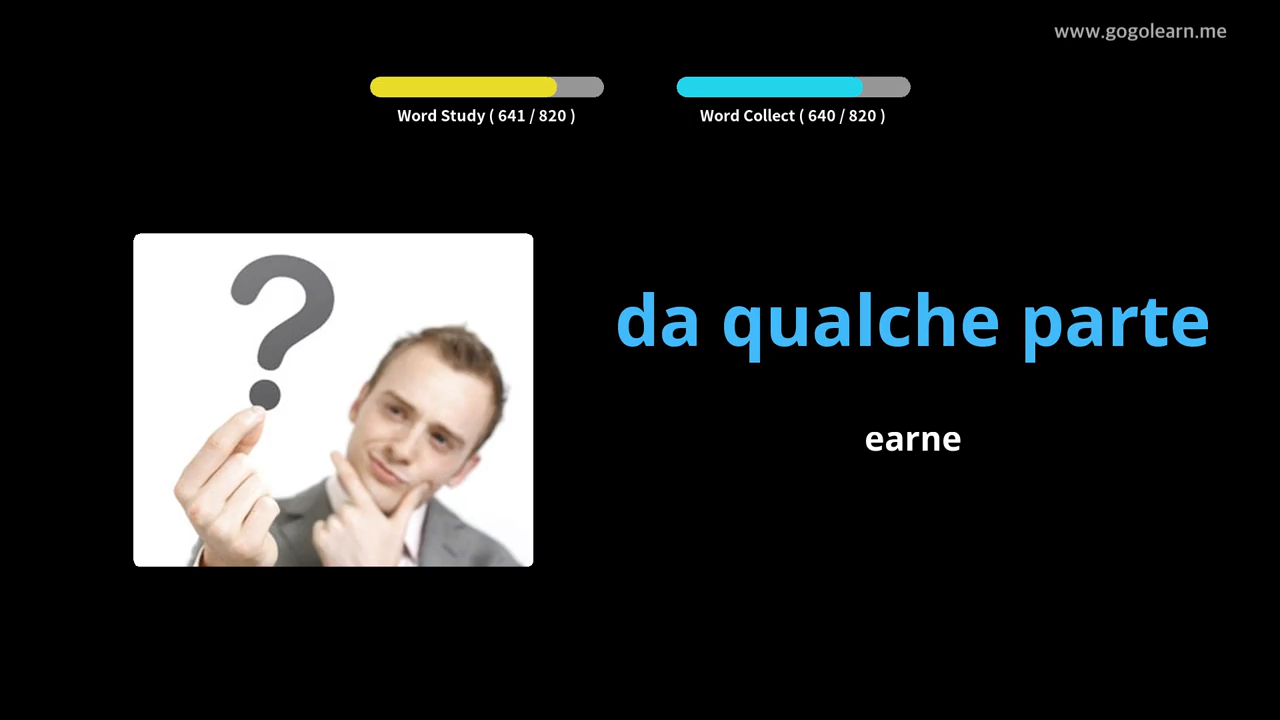 www.gogolearn.me
Word Study ( 641 / 820 )
Word Collect ( 640 / 820 )
da qualche parte
earne